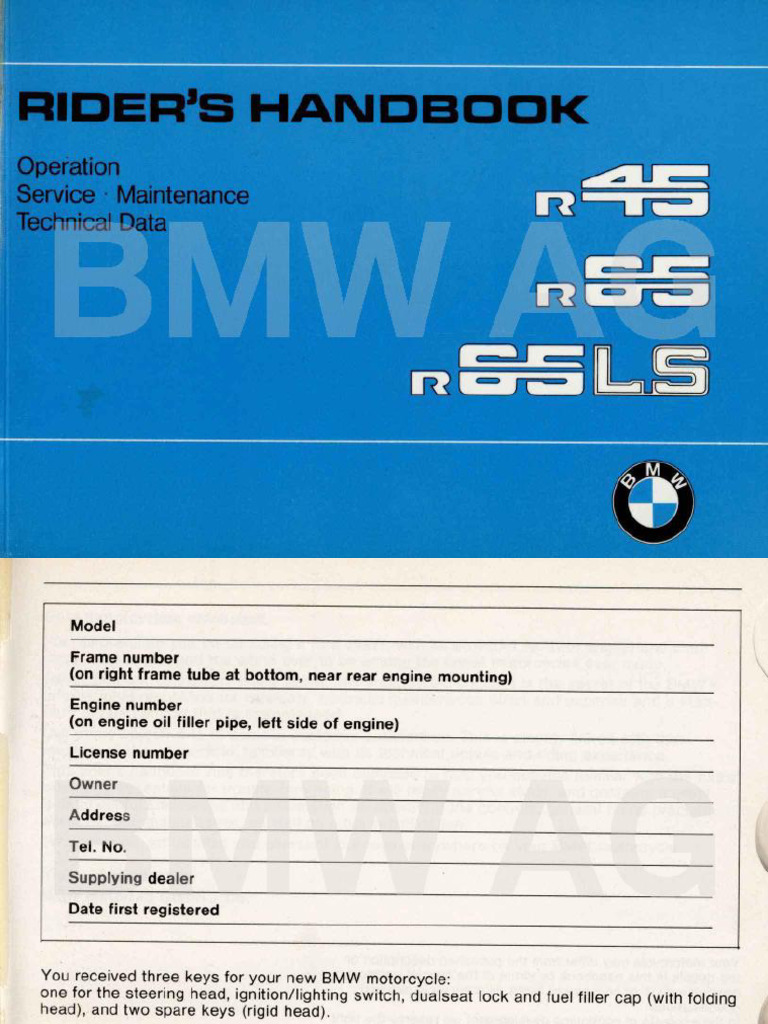 RIDER'S HANDBOOK
Operation
Service · Maintenance
Technical Data
R 45
R 65
R 65 LS
BMW AG
BMW
Model
Frame number
(on right frame tube at bottom, near rear engine mounting)
Engine number
(on engine oil filler pipe, left side of engine)
License number
Owner
Address
Tel. No.
Supplying dealer
Date first registered
BMW AG
You received three keys for your new BMW motorcycle:
one for the steering head, ignition/lighting switch, dualseat lock and fuel filler cap (with folding
head), and two spare keys (rigid head).